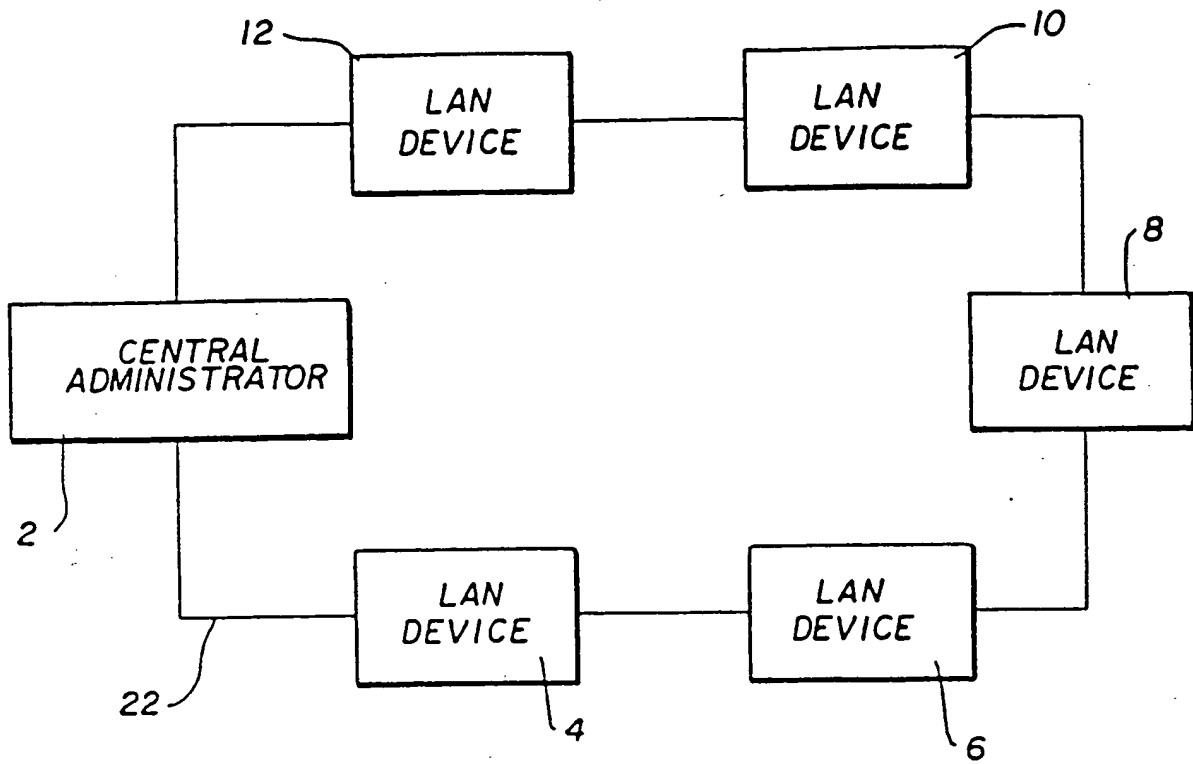 12
10
LAN
DEVICE
LAN
DEVICE
8
CENTRAL
ADMINISTRATOR
LAN
DEVICE
2
LAN
DEVICE
LAN
DEVICE
22
4
6